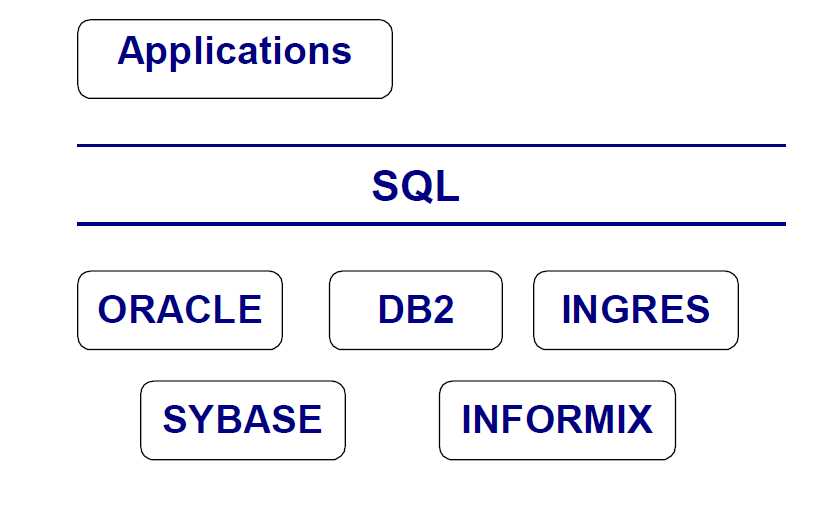 Applications
SQL
ORACLE DB2 INGRES
SYBASE INFORMIX